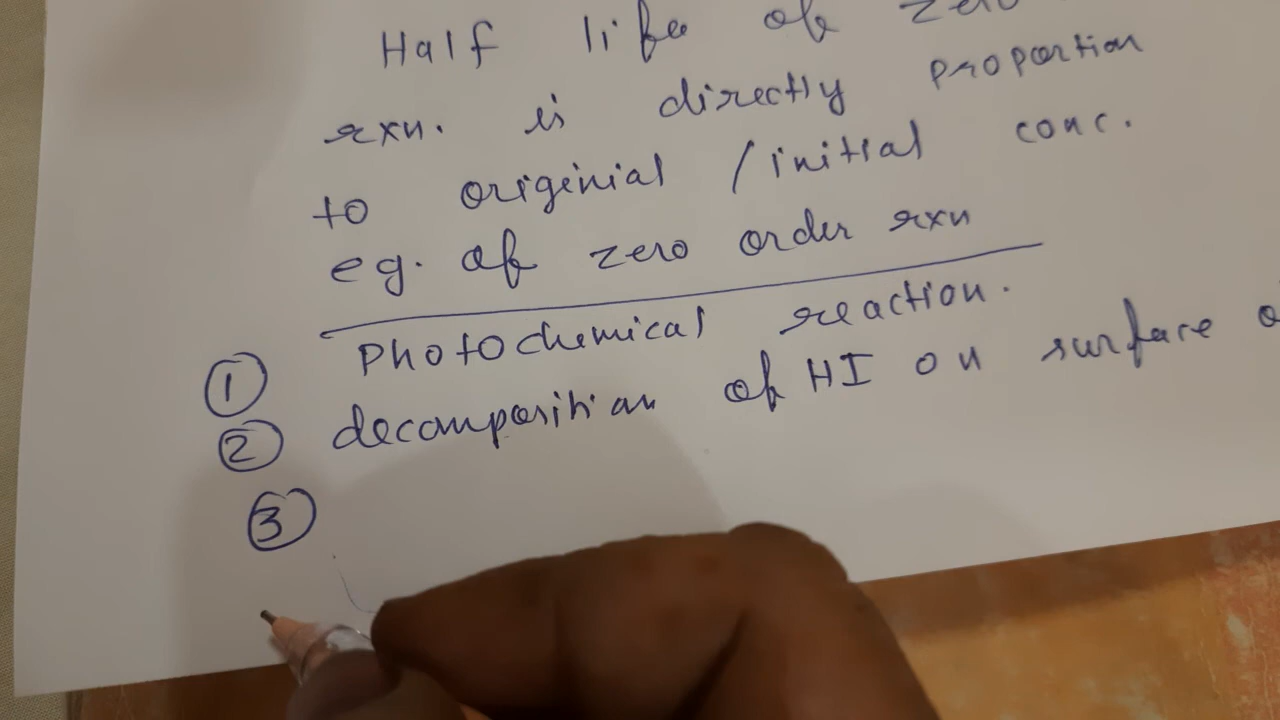 Half life of zero
rxn. is directly proportion
to origenial / initial conc.
eg. of zero order rxn
① Photochemical reaction.
② decomposition of HI on surface o
③